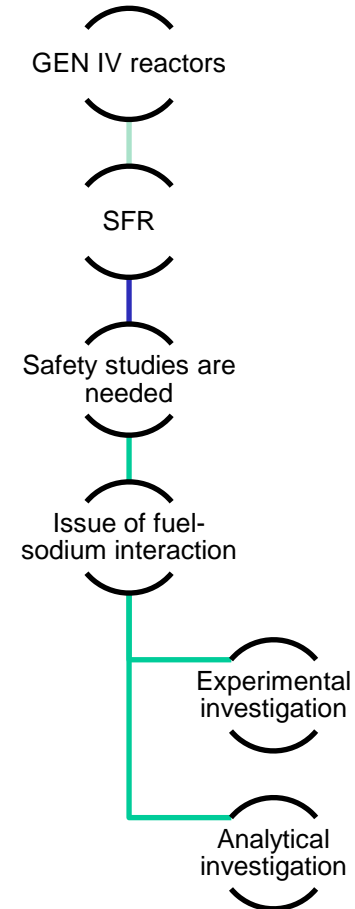 GEN IV reactors
SFR
Safety studies are
needed
Issue of fuel-
sodium interaction
Experimental
investigation
Analytical
investigation